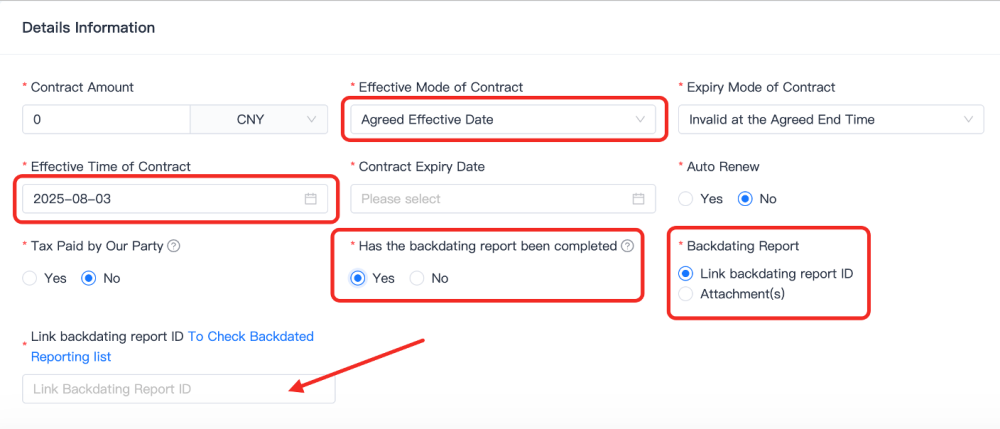 Details Information
* Contract Amount
* Effective Mode of Contract
* Expiry Mode of Contract
0
CNY
Agreed Effective Date
Invalid at the Agreed End Time
* Effective Time of Contract
* Contract Expiry Date
* Auto Renew
2025-08-03
Please select
Yes
No
* Tax Paid by Our Party ?
* Has the backdating report been completed ?
* Backdating Report
Yes
No
Yes
No
Link backdating report ID
Attachment(s)
* Link backdating report ID To Check Backdated
Reporting list
Link Backdating Report ID